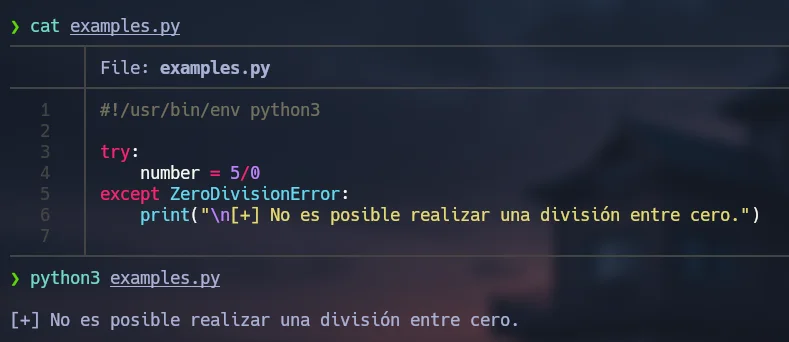 ❯ cat examples.py
File: examples.py
1 #!/usr/bin/env python3
2
3 try:
4     number = 5/0
5 except ZeroDivisionError:
6     print("\n[+] No es posible realizar una división entre cero.")
7
❯ python3 examples.py
[+] No es posible realizar una división entre cero.